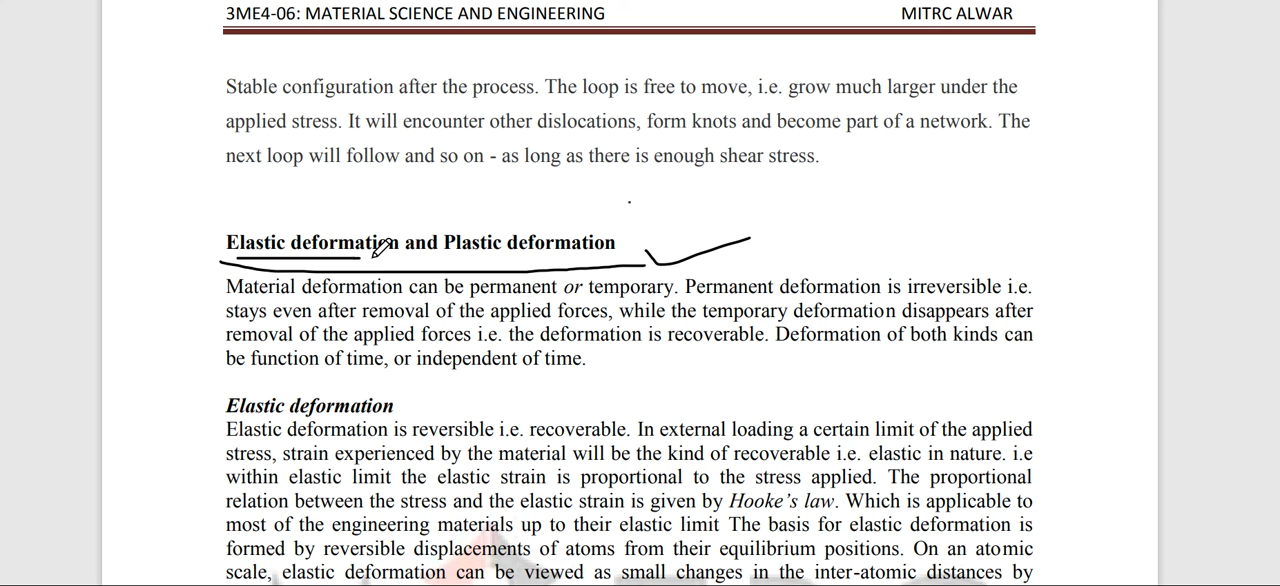 3ME4-06: MATERIAL SCIENCE AND ENGINEERING MITRC ALWAR
Stable configuration after the process. The loop is free to move, i.e. grow much larger under the
applied stress. It will encounter other dislocations, form knots and become part of a network. The
next loop will follow and so on - as long as there is enough shear stress.
.
Elastic deformation and Plastic deformation
Material deformation can be permanent or temporary. Permanent deformation is irreversible i.e.
stays even after removal of the applied forces, while the temporary deformation disappears after
removal of the applied forces i.e. the deformation is recoverable. Deformation of both kinds can
be function of time, or independent of time.
Elastic deformation
Elastic deformation is reversible i.e. recoverable. In external loading a certain limit of the applied
stress, strain experienced by the material will be the kind of recoverable i.e. elastic in nature. i.e
within elastic limit the elastic strain is proportional to the stress applied. The proportional
relation between the stress and the elastic strain is given by Hooke’s law. Which is applicable to
most of the engineering materials up to their elastic limit The basis for elastic deformation is
formed by reversible displacements of atoms from their equilibrium positions. On an atomic
scale, elastic deformation can be viewed as small changes in the inter-atomic distances by